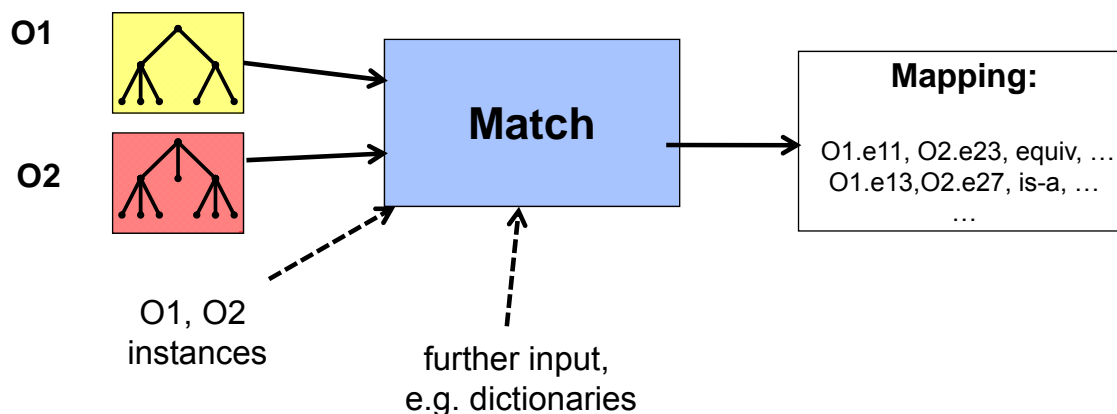 O1
O2
Match
Mapping:
O1.e11, O2.e23, equiv, …
O1.e13,O2.e27, is-a, …
…
O1, O2
instances
further input,
e.g. dictionaries